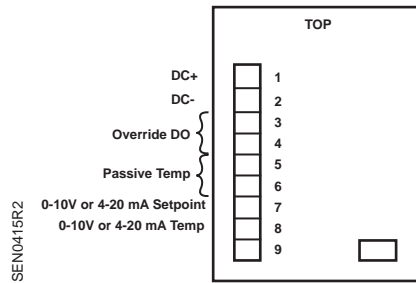 TOP
DC+ 1
DC- 2
Override DO 3
4
Passive Temp 5
6
0-10V or 4-20 mA Setpoint 7
0-10V or 4-20 mA Temp 8
9
SEN0415R2